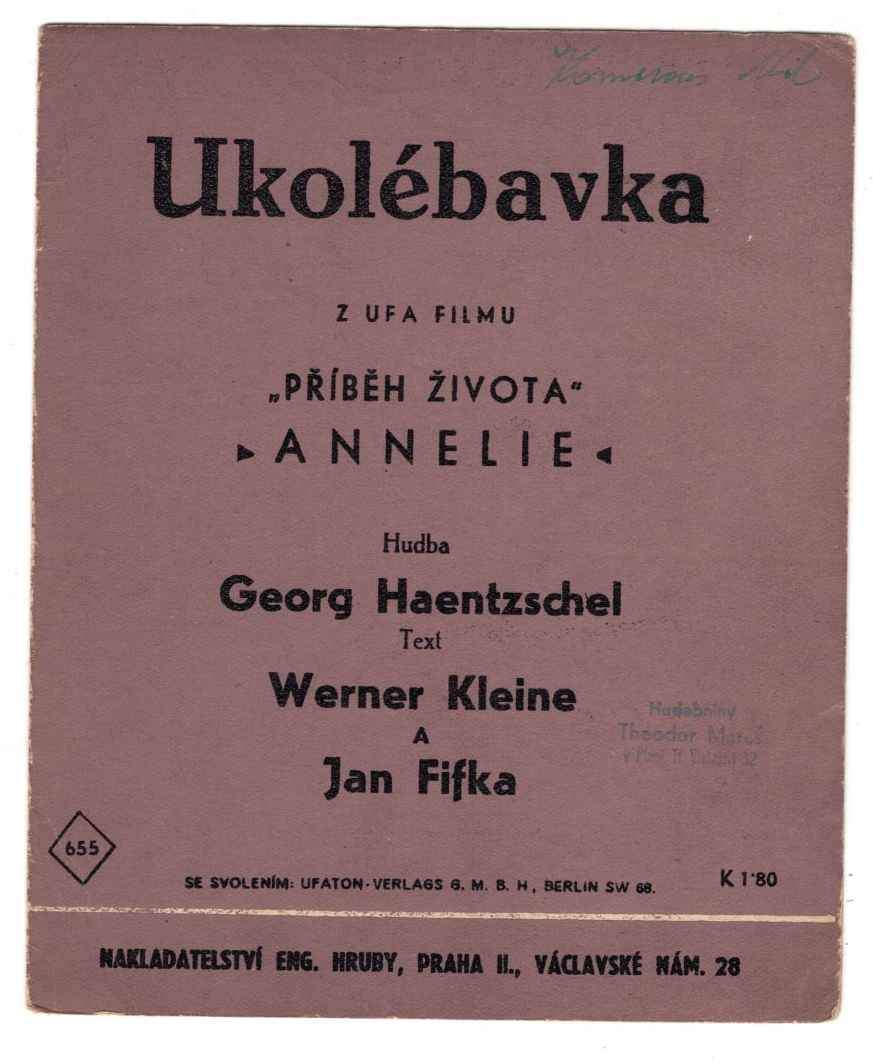 Ukolébavka
Z UFA FILMU
„PŘÍBĚH ŽIVOTA“
ANNELIE
Hudba
Georg Haentzschel
Text
Werner Kleine
A
Jan Fifka
Hudebniny
Theodor Mareš
655
SE SVOLENÍM: UFATON-VERLAGS G. M. B. H, BERLIN SW 68.
K 1·80
NAKLADATELSTVÍ ENG. HRUBY, PRAHA II., VÁCLAVSKÉ NÁM. 28